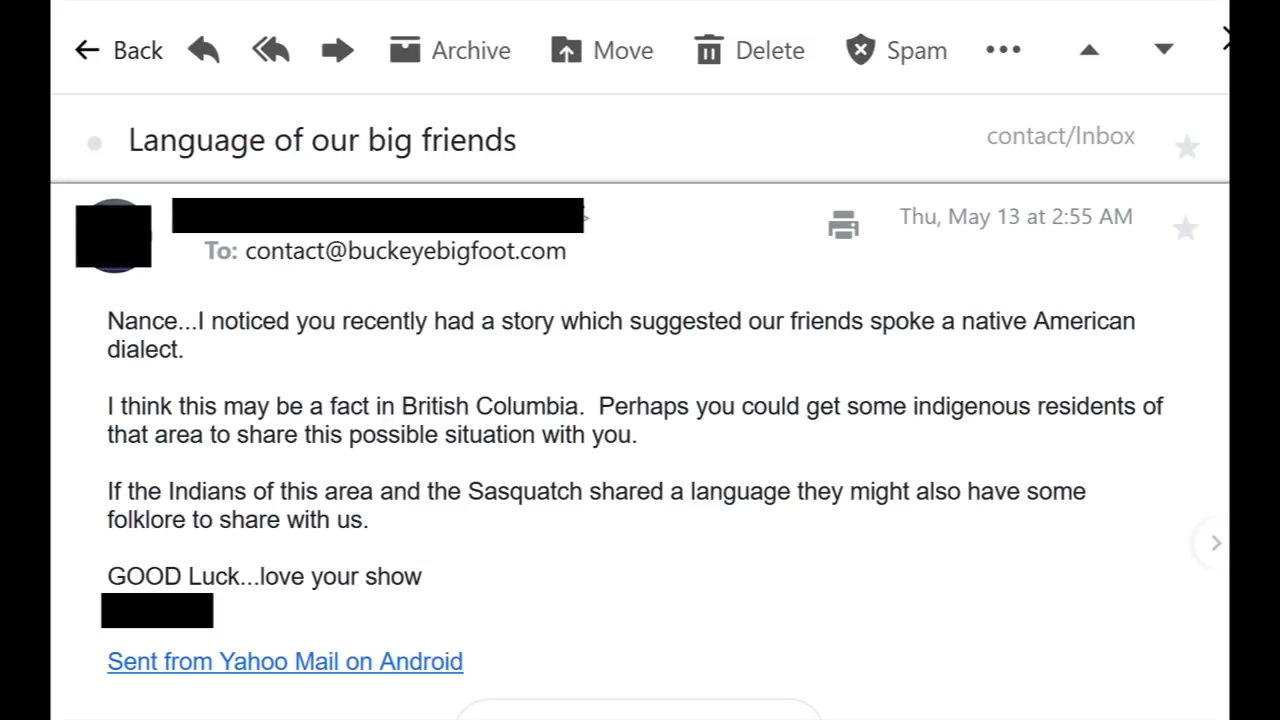 Back Archive Move Delete Spam
Language of our big friends contact/Inbox
Thu, May 13 at 2:55 AM
To: contact@buckeyebigfoot.com
Nance...I noticed you recently had a story which suggested our friends spoke a native American
dialect.
I think this may be a fact in British Columbia.  Perhaps you could get some indigenous residents of
that area to share this possible situation with you.
If the Indians of this area and the Sasquatch shared a language they might also have some
folklore to share with us.
GOOD Luck...love your show
Sent from Yahoo Mail on Android